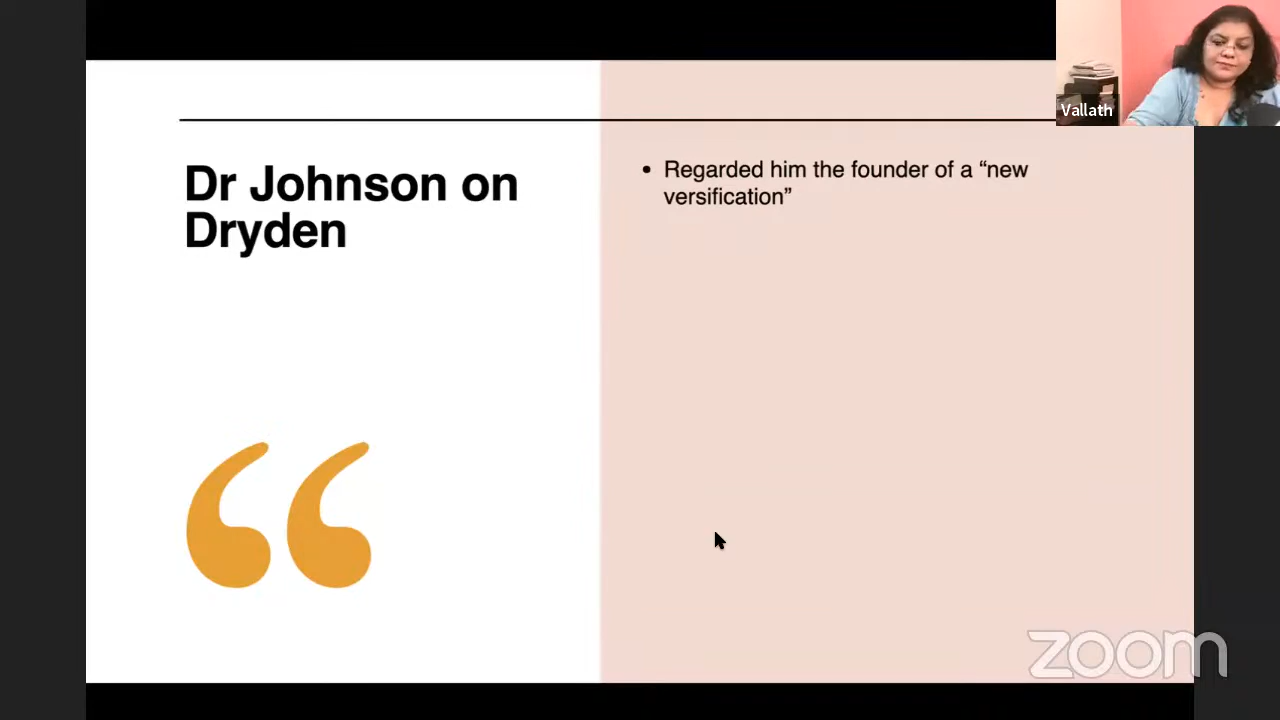 Vallath
Dr Johnson on
Dryden
• Regarded him the founder of a “new
versification”
zoom